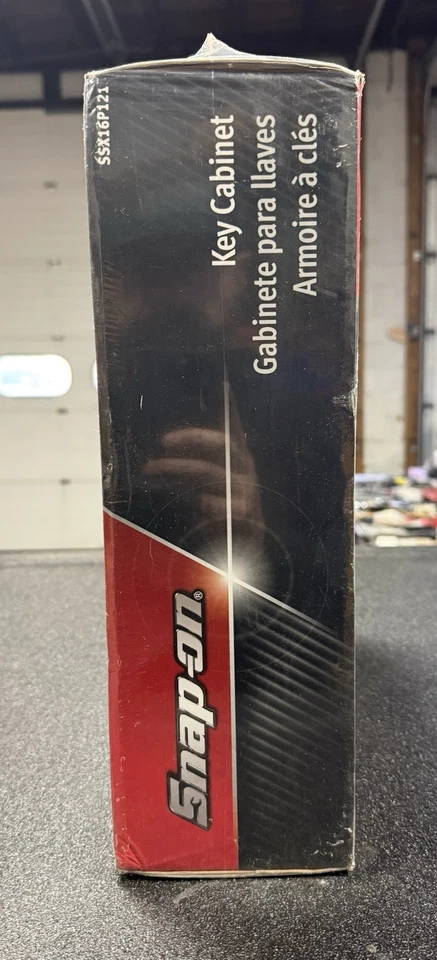 SSX16P121
Key Cabinet
Gabinete para llaves
Armoire à clés
Snap-on®